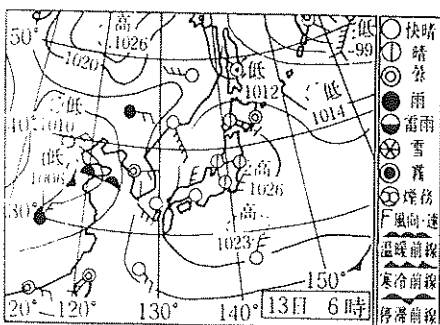 50°
高
1026
1020
低
-99
低
1012
低
1014
40°
低
1010
低
1006
高
1026
30°
高
1023
20°
120°
130°
140°
150°
13日 6時
快晴
晴
曇
雨
雷雨
雪
霧
煙霧
風向・速
温暖前線
寒冷前線
停滞前線